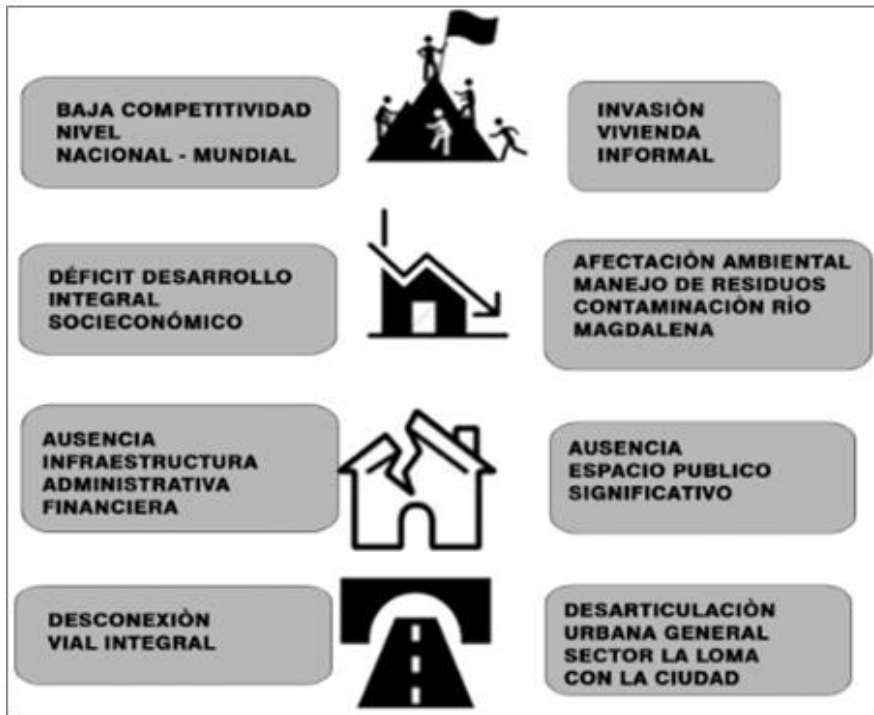 BAJA COMPETITIVIDAD
NIVEL
NACIONAL - MUNDIAL
INVASIÒN
VIVIENDA
INFORMAL
DÉFICIT DESARROLLO
INTEGRAL
SOCIECONÓMICO
AFECTACIÒN AMBIENTAL
MANEJO DE RESIDUOS
CONTAMINACIÒN RÌO
MAGDALENA
AUSENCIA
INFRAESTRUCTURA
ADMINISTRATIVA
FINANCIERA
AUSENCIA
ESPACIO PUBLICO
SIGNIFICATIVO
DESCONEXIÒN
VIAL INTEGRAL
DESARTICULACIÒN
URBANA GENERAL
SECTOR LA LOMA
CON LA CIUDAD